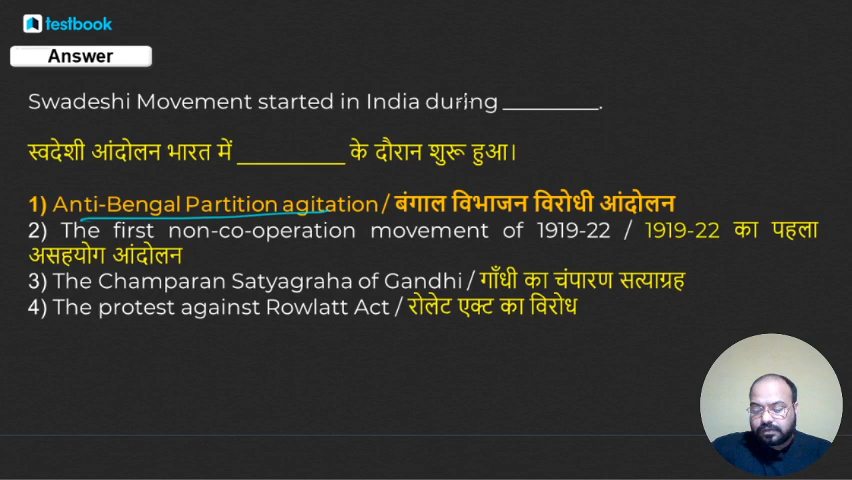 testbook
Answer
Swadeshi Movement started in India during __________.
स्वदेशी आंदोलन भारत में __________ के दौरान शुरू हुआ।
1) Anti-Bengal Partition agitation / बंगाल विभाजन विरोधी आंदोलन
2) The first non-co-operation movement of 1919-22 / 1919-22 का पहला
असहयोग आंदोलन
3) The Champaran Satyagraha of Gandhi / गाँधी का चंपारण सत्याग्रह
4) The protest against Rowlatt Act / रोलेट एक्ट का विरोध